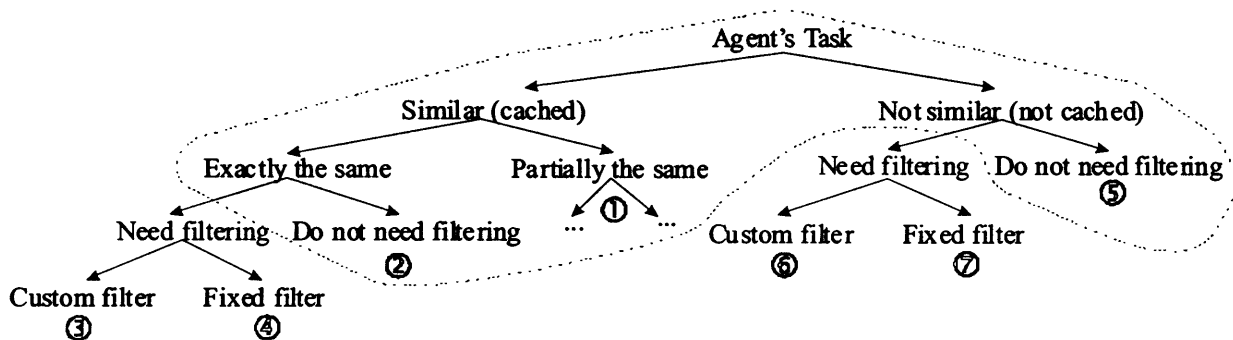 Agent's Task
Similar (cached)
Not similar (not cached)
Exactly the same
Partially the same
Need filtering
Do not need filtering
①
⑤
Need filtering
Do not need filtering
...
...
Custom filter
Fixed filter
②
⑥
⑦
Custom filter
Fixed filter
③
④